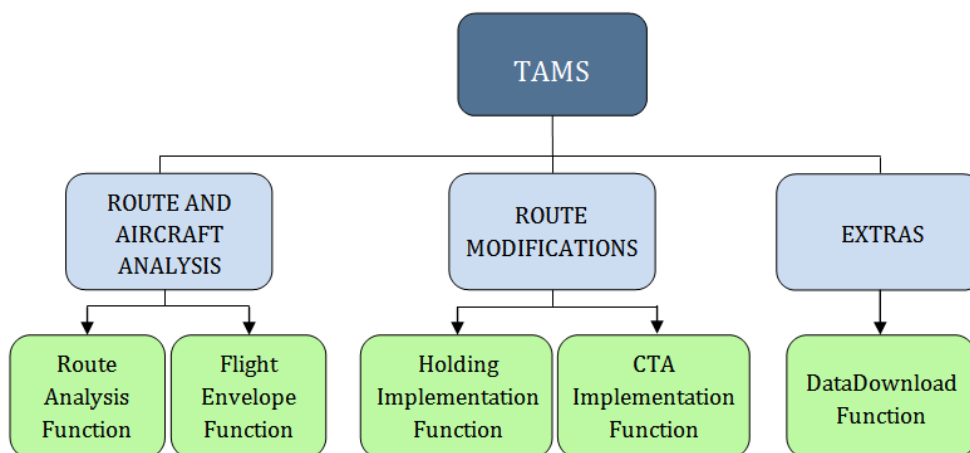 TAMS
ROUTE AND
AIRCRAFT
ANALYSIS
ROUTE
MODIFICATIONS
EXTRAS
Route
Analysis
Function
Flight
Envelope
Function
Holding
Implementation
Function
CTA
Implementation
Function
DataDownload
Function